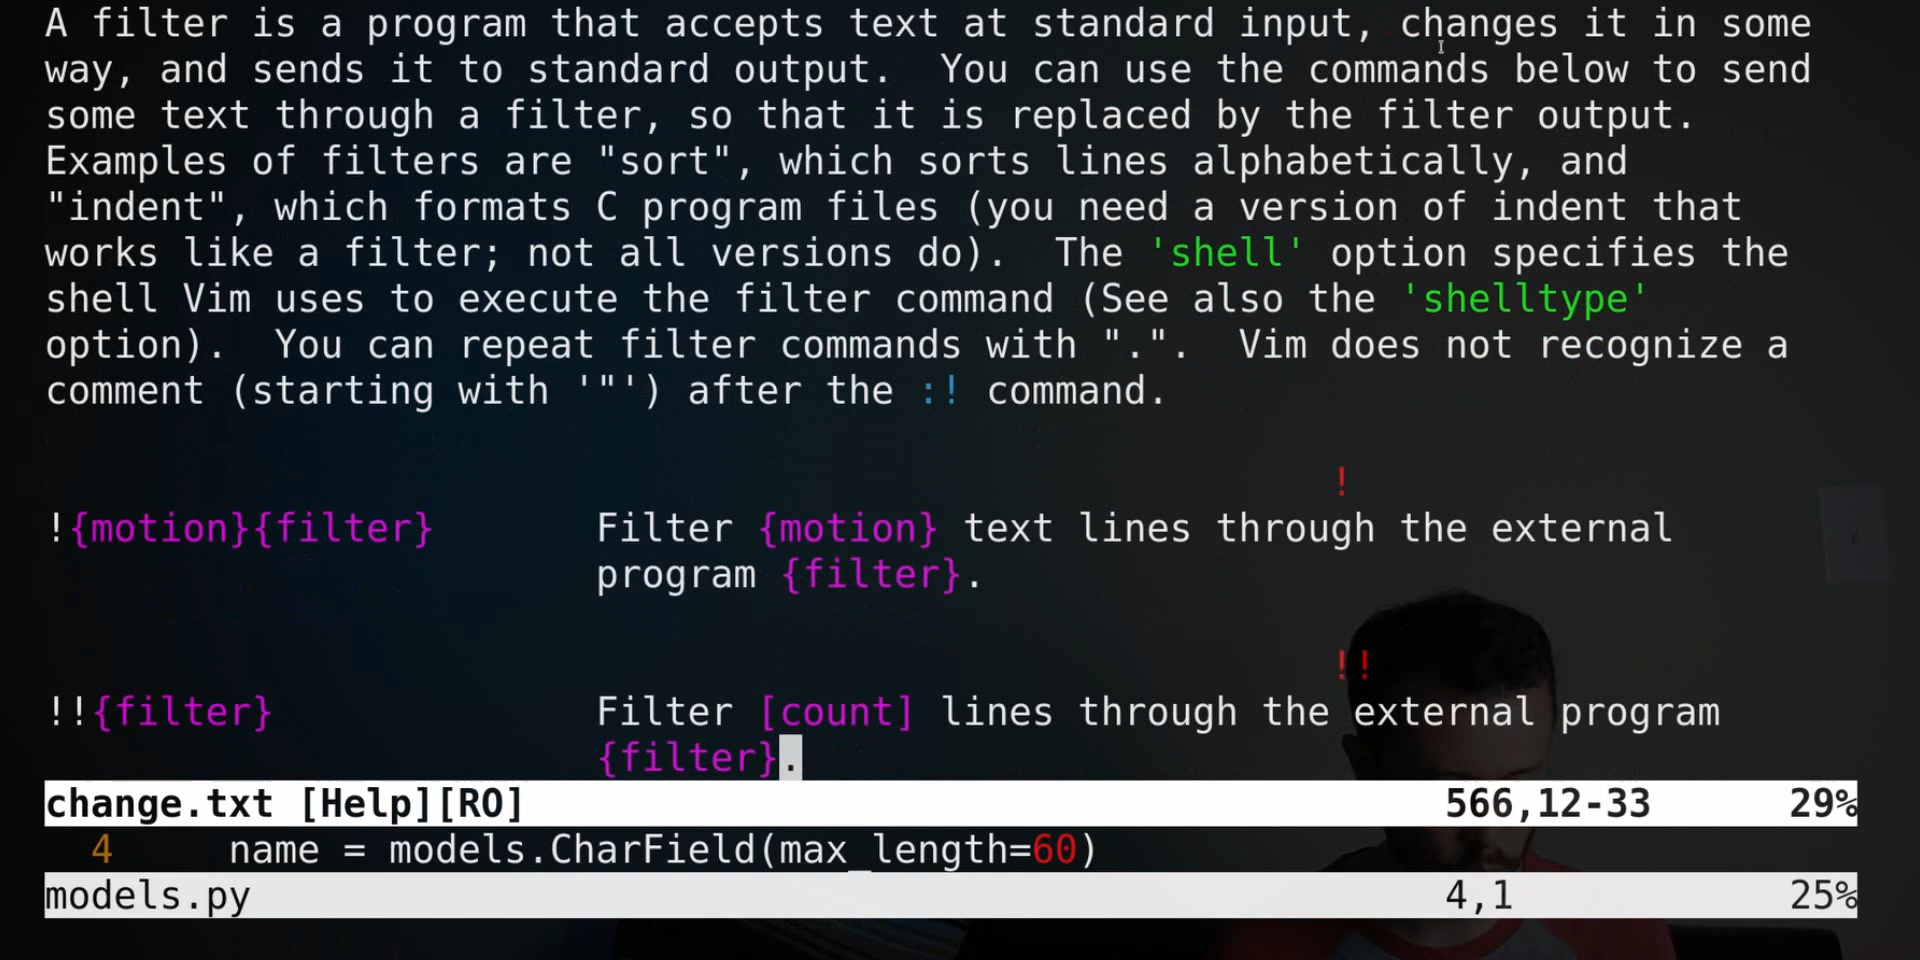 A filter is a program that accepts text at standard input, changes it in some
way, and sends it to standard output.  You can use the commands below to send
some text through a filter, so that it is replaced by the filter output.
Examples of filters are "sort", which sorts lines alphabetically, and
"indent", which formats C program files (you need a version of indent that
works like a filter; not all versions do).  The 'shell' option specifies the
shell Vim uses to execute the filter command (See also the 'shelltype'
option).  You can repeat filter commands with ".".  Vim does not recognize a
comment (starting with '"') after the :! command.
!
!{motion}{filter} Filter {motion} text lines through the external
program {filter}.
!!
!!{filter} Filter [count] lines through the external program
{filter}.
change.txt [Help][RO] 566,12-33 29%
4 name = models.CharField(max_length=60)
models.py 4,1 25%